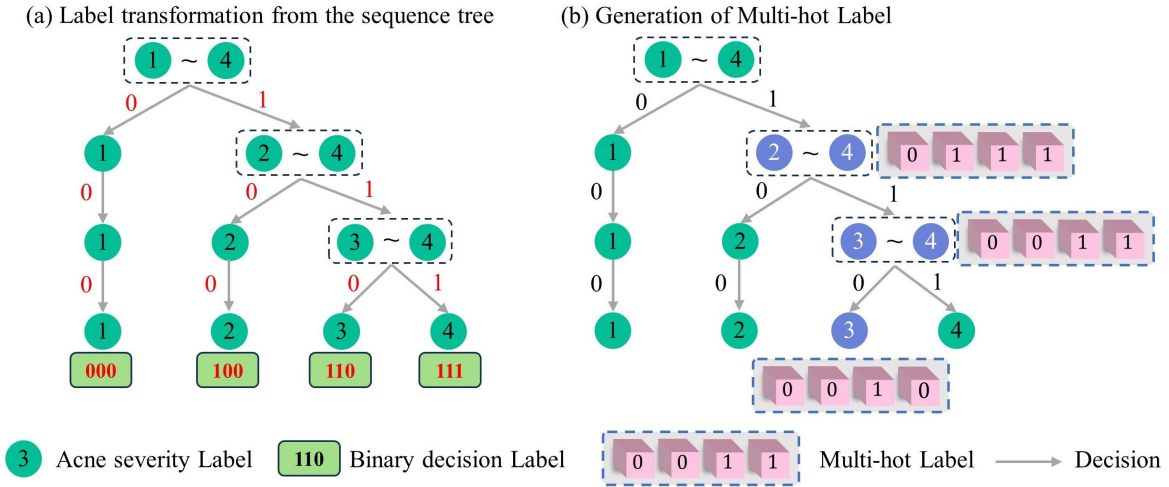 (a) Label transformation from the sequence tree
1 ~ 4
0 1
1 2 ~ 4
0 0 1
1 2 3 ~ 4
0 0 0 1
1 2 3 4
000 100 110 111
(b) Generation of Multi-hot Label
1 ~ 4
0 1
1 2 ~ 4 0 1 1 1
0 0 1
1 2 3 ~ 4 0 0 1 1
0 0 0 1
1 2 3 4
0 0 1 0
3 Acne severity Label 110 Binary decision Label 0 0 1 1 Multi-hot Label Decision